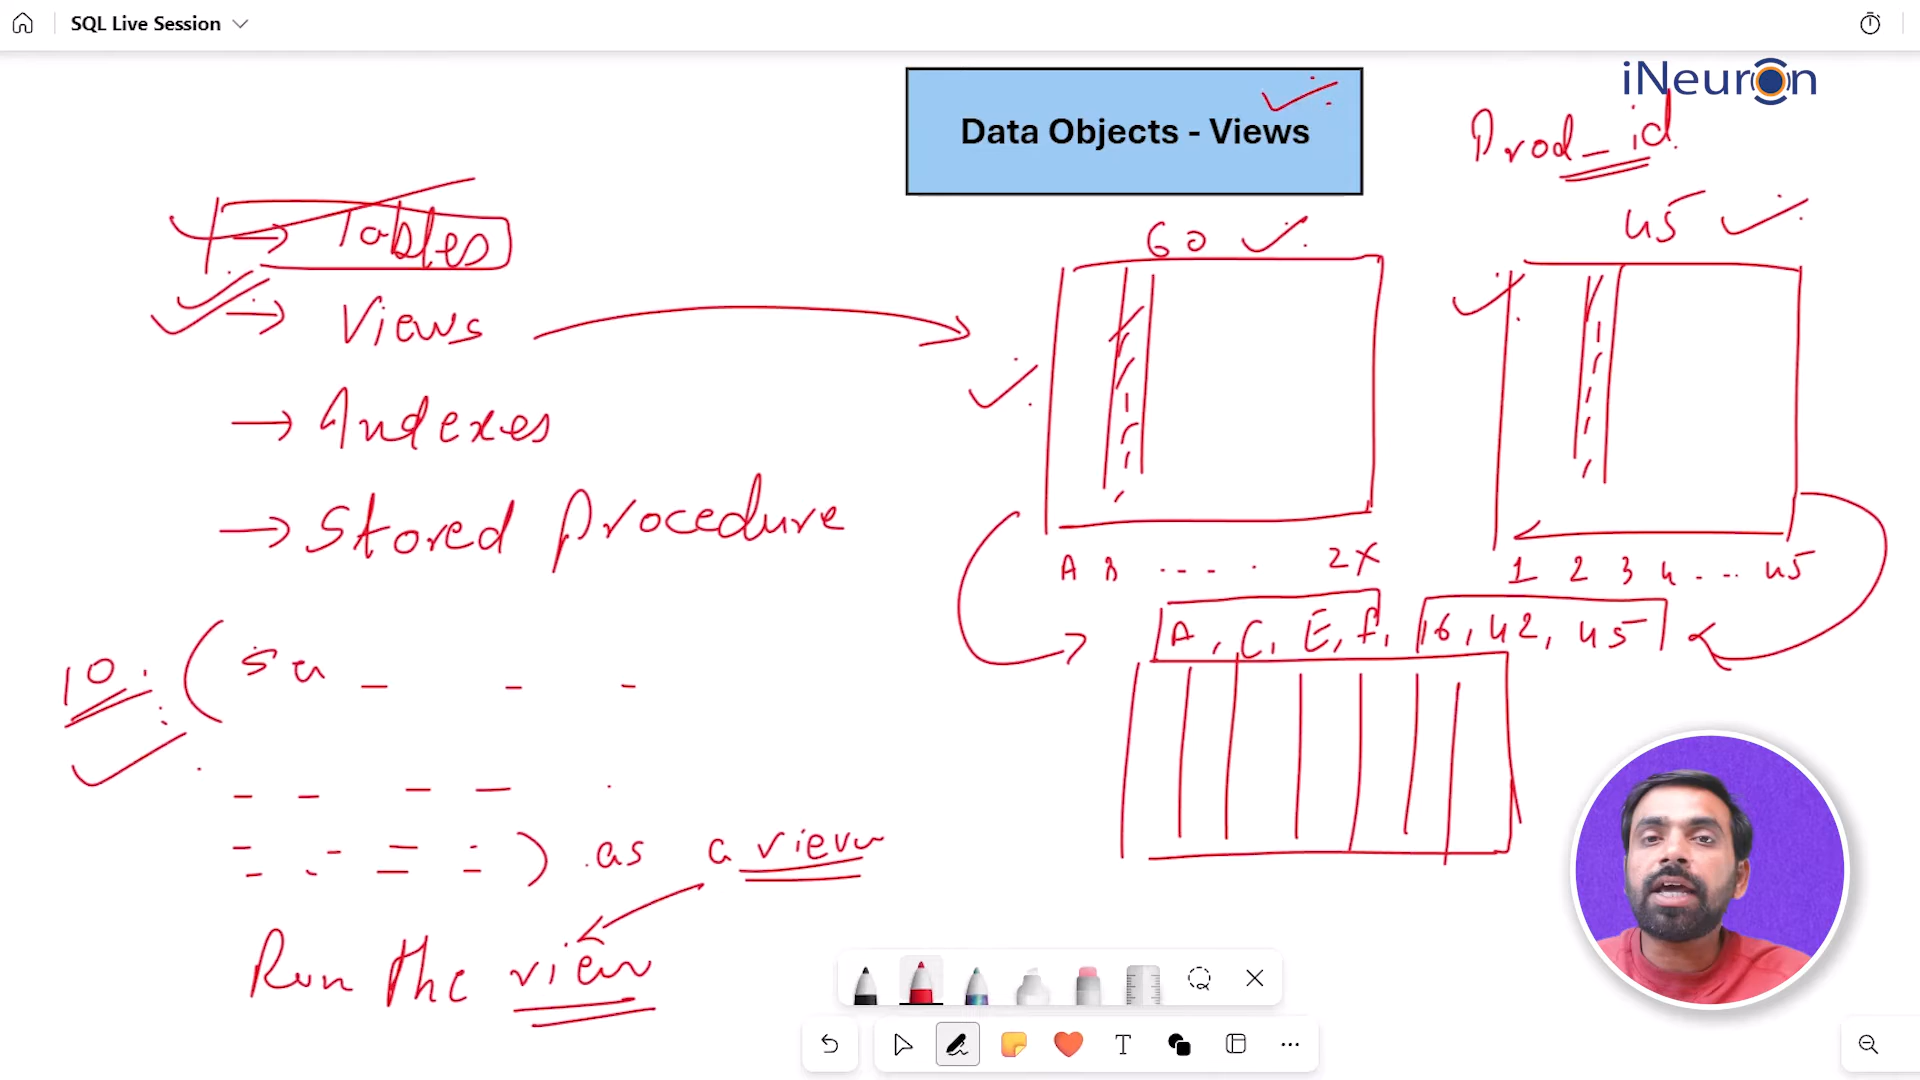 SQL Live Session
iNeuron
Data Objects - Views
Prod_id
→ Tables
→ Views
→ Indexes
→ Stored Procedure
60
45
A B .... . 2X
1 2 3 4 ... 45
A, C, E, F, 16, 42, 45
10.
as a view
Run the view
T